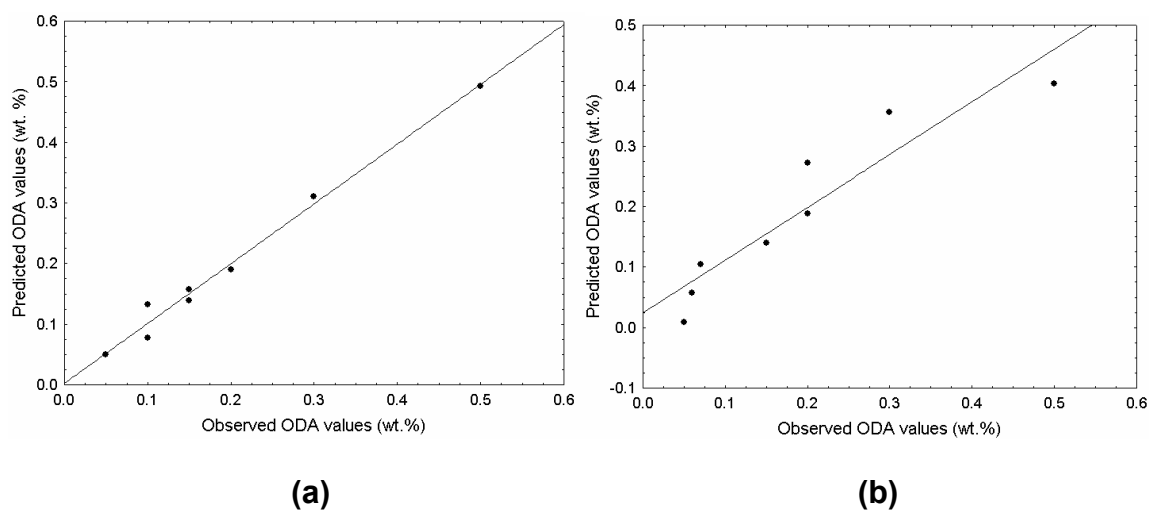 0.6
0.5
0.4
0.3
0.2
0.1
0.0
Predicted ODA values (wt. %)
0.0 0.1 0.2 0.3 0.4 0.5 0.6
Observed ODA values (wt.%)
(a)
0.5
0.4
0.3
0.2
0.1
0.0
-0.1
Predicted ODA values (wt.%)
0.0 0.1 0.2 0.3 0.4 0.5 0.6
Observed ODA values (wt.%)
(b)